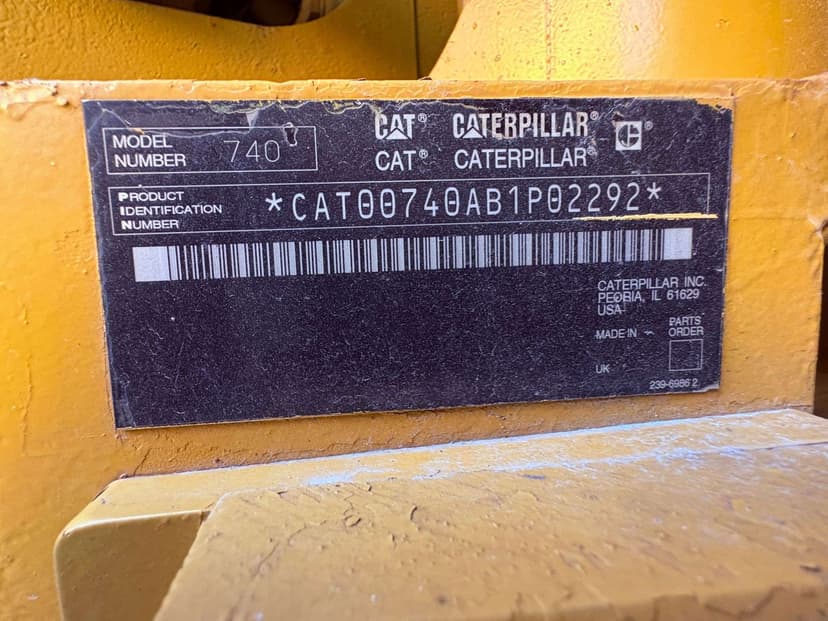 MODEL NUMBER 740
CAT® CATERPILLAR® ®
CAT® CATERPILLAR®
PRODUCT IDENTIFICATION NUMBER *CAT00740AB1P02292*
CATERPILLAR INC.
PEORIA, IL 61629
USA
MADE IN
PARTS ORDER
UK
239-6986 2